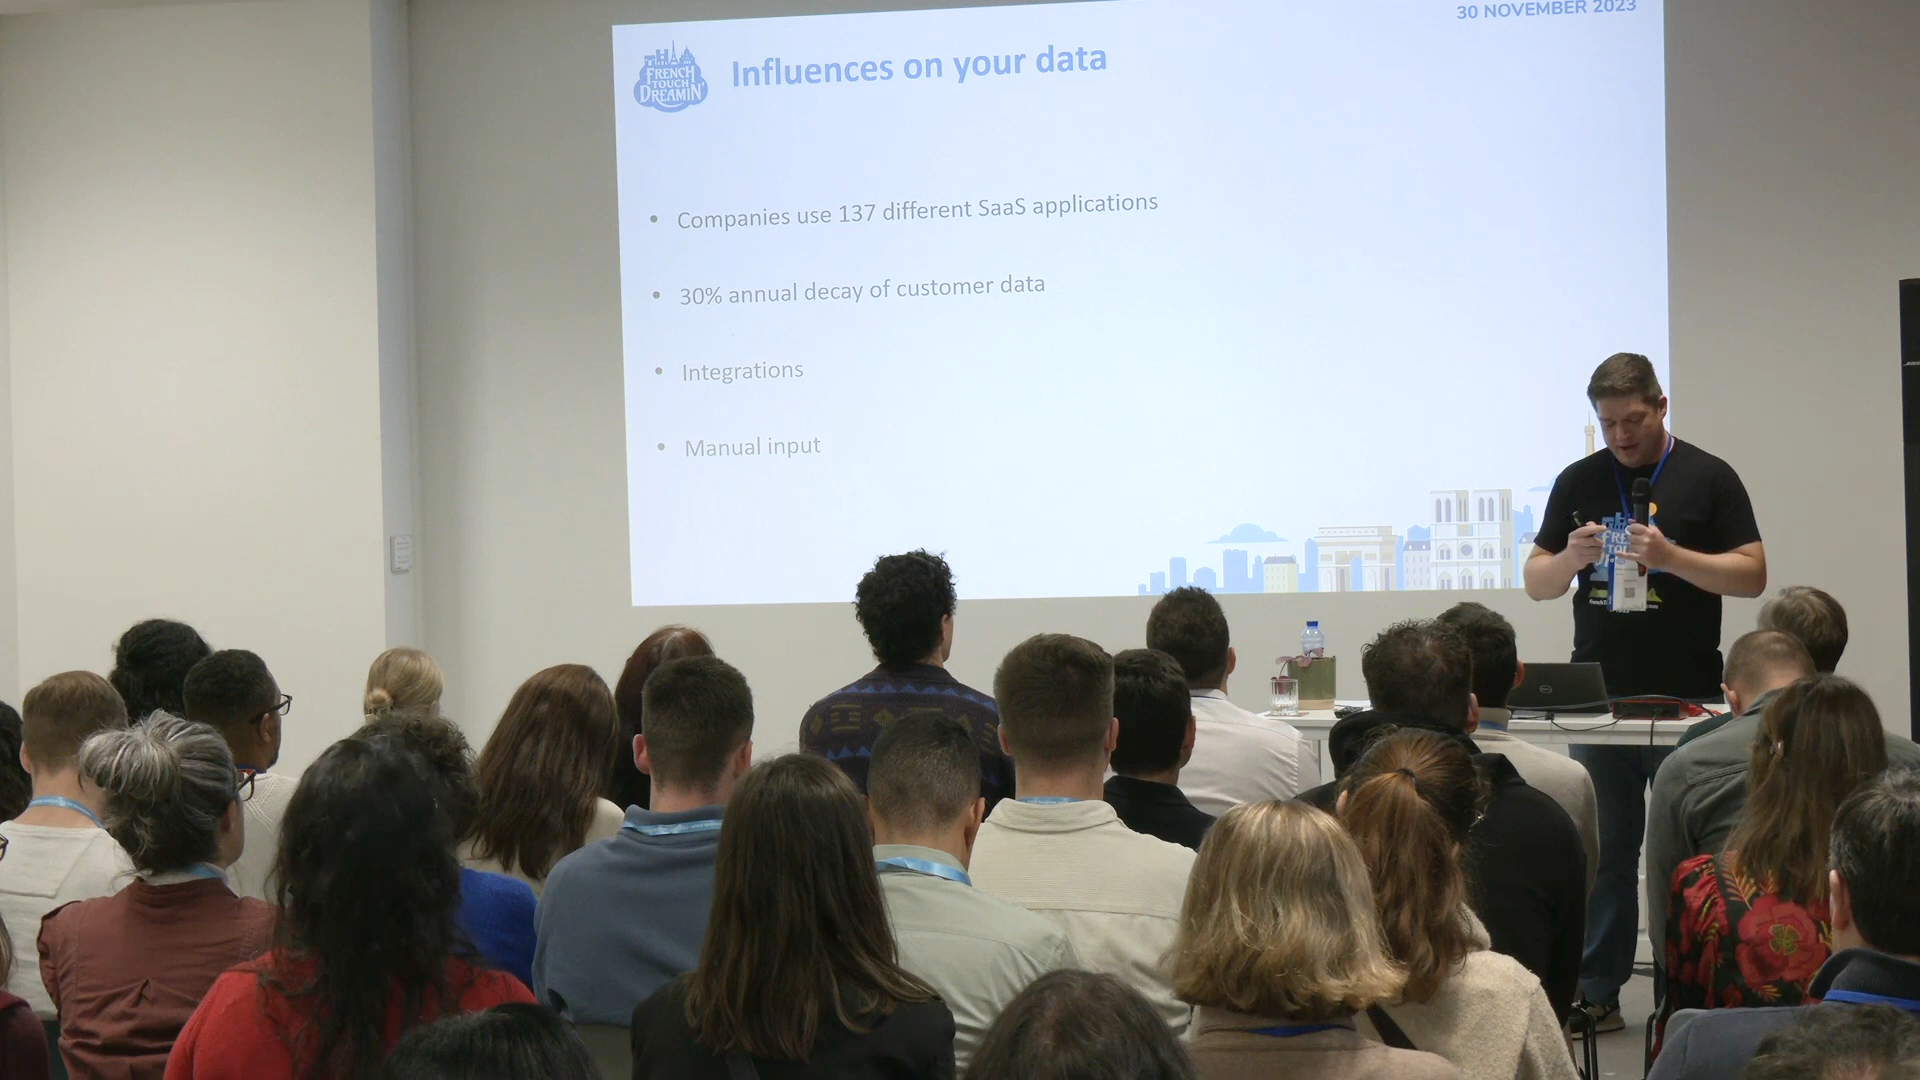 30 NOVEMBER 2023
FRENCH
TOUCH
DREAMIN'
Influences on your data
• Companies use 137 different SaaS applications
• 30% annual decay of customer data
• Integrations
• Manual input
DELL